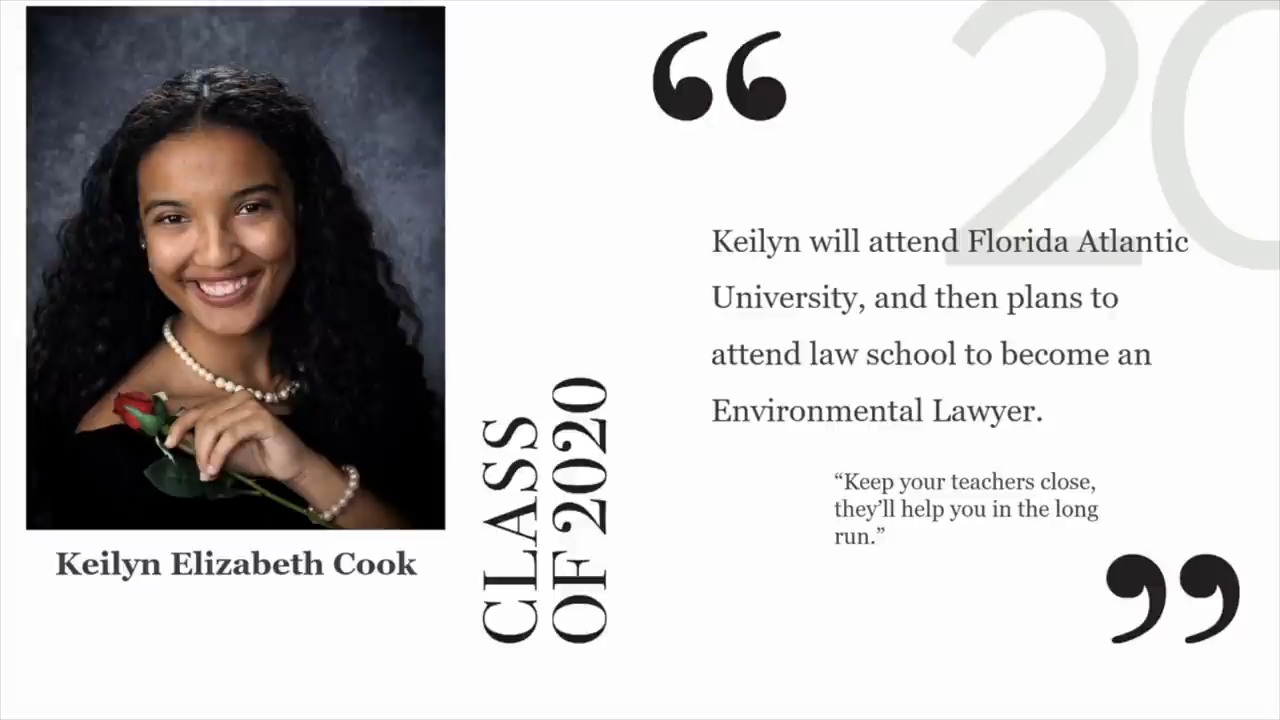 20
Keilyn will attend Florida Atlantic
University, and then plans to
attend law school to become an
Environmental Lawyer.
“Keep your teachers close,
they’ll help you in the long
run.”
Keilyn Elizabeth Cook
CLASS
OF 2020